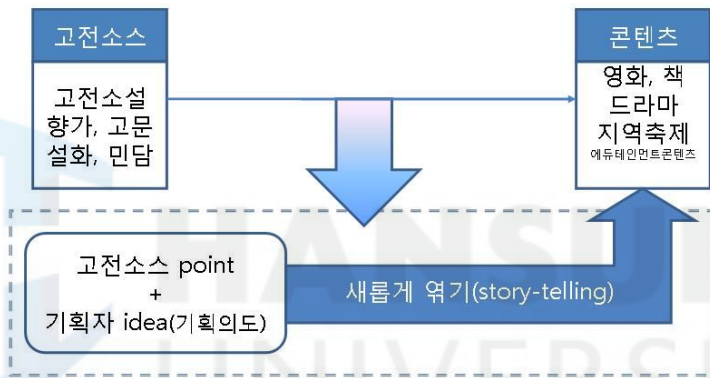 고전소스
고전소설
향가, 고문
설화, 민담
콘텐츠
영화, 책
드라마
지역축제
에듀테인먼트콘텐츠
고전소스 point
+
기획자 idea(기획의도)
새롭게 엮기(story-telling)
HANSU
UNIVERSI